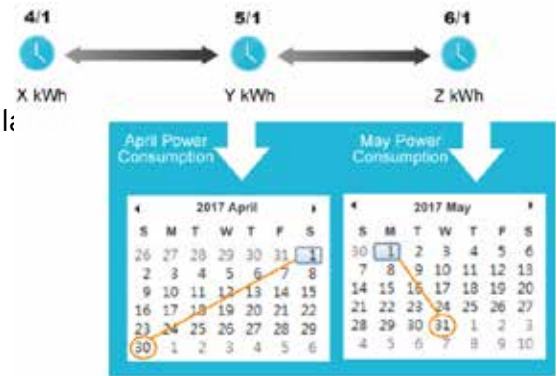 4/1 5/1 6/1
X kWh Y kWh Z kWh
la
April Power Consumption
May Power Consumption
2017 April
S M T W T F S
26 27 28 29 30 31 1
2 3 4 5 6 7 8
9 10 11 12 13 14 15
16 17 18 19 20 21 22
23 24 25 26 27 28 29
30 1 2 3 4 5 6
2017 May
S M T W T F S
30 1 2 3 4 5 6
7 8 9 10 11 12 13
14 15 16 17 18 19 20
21 22 23 24 25 26 27
28 29 30 31 1 2 3
4 5 6 7 8 9 10